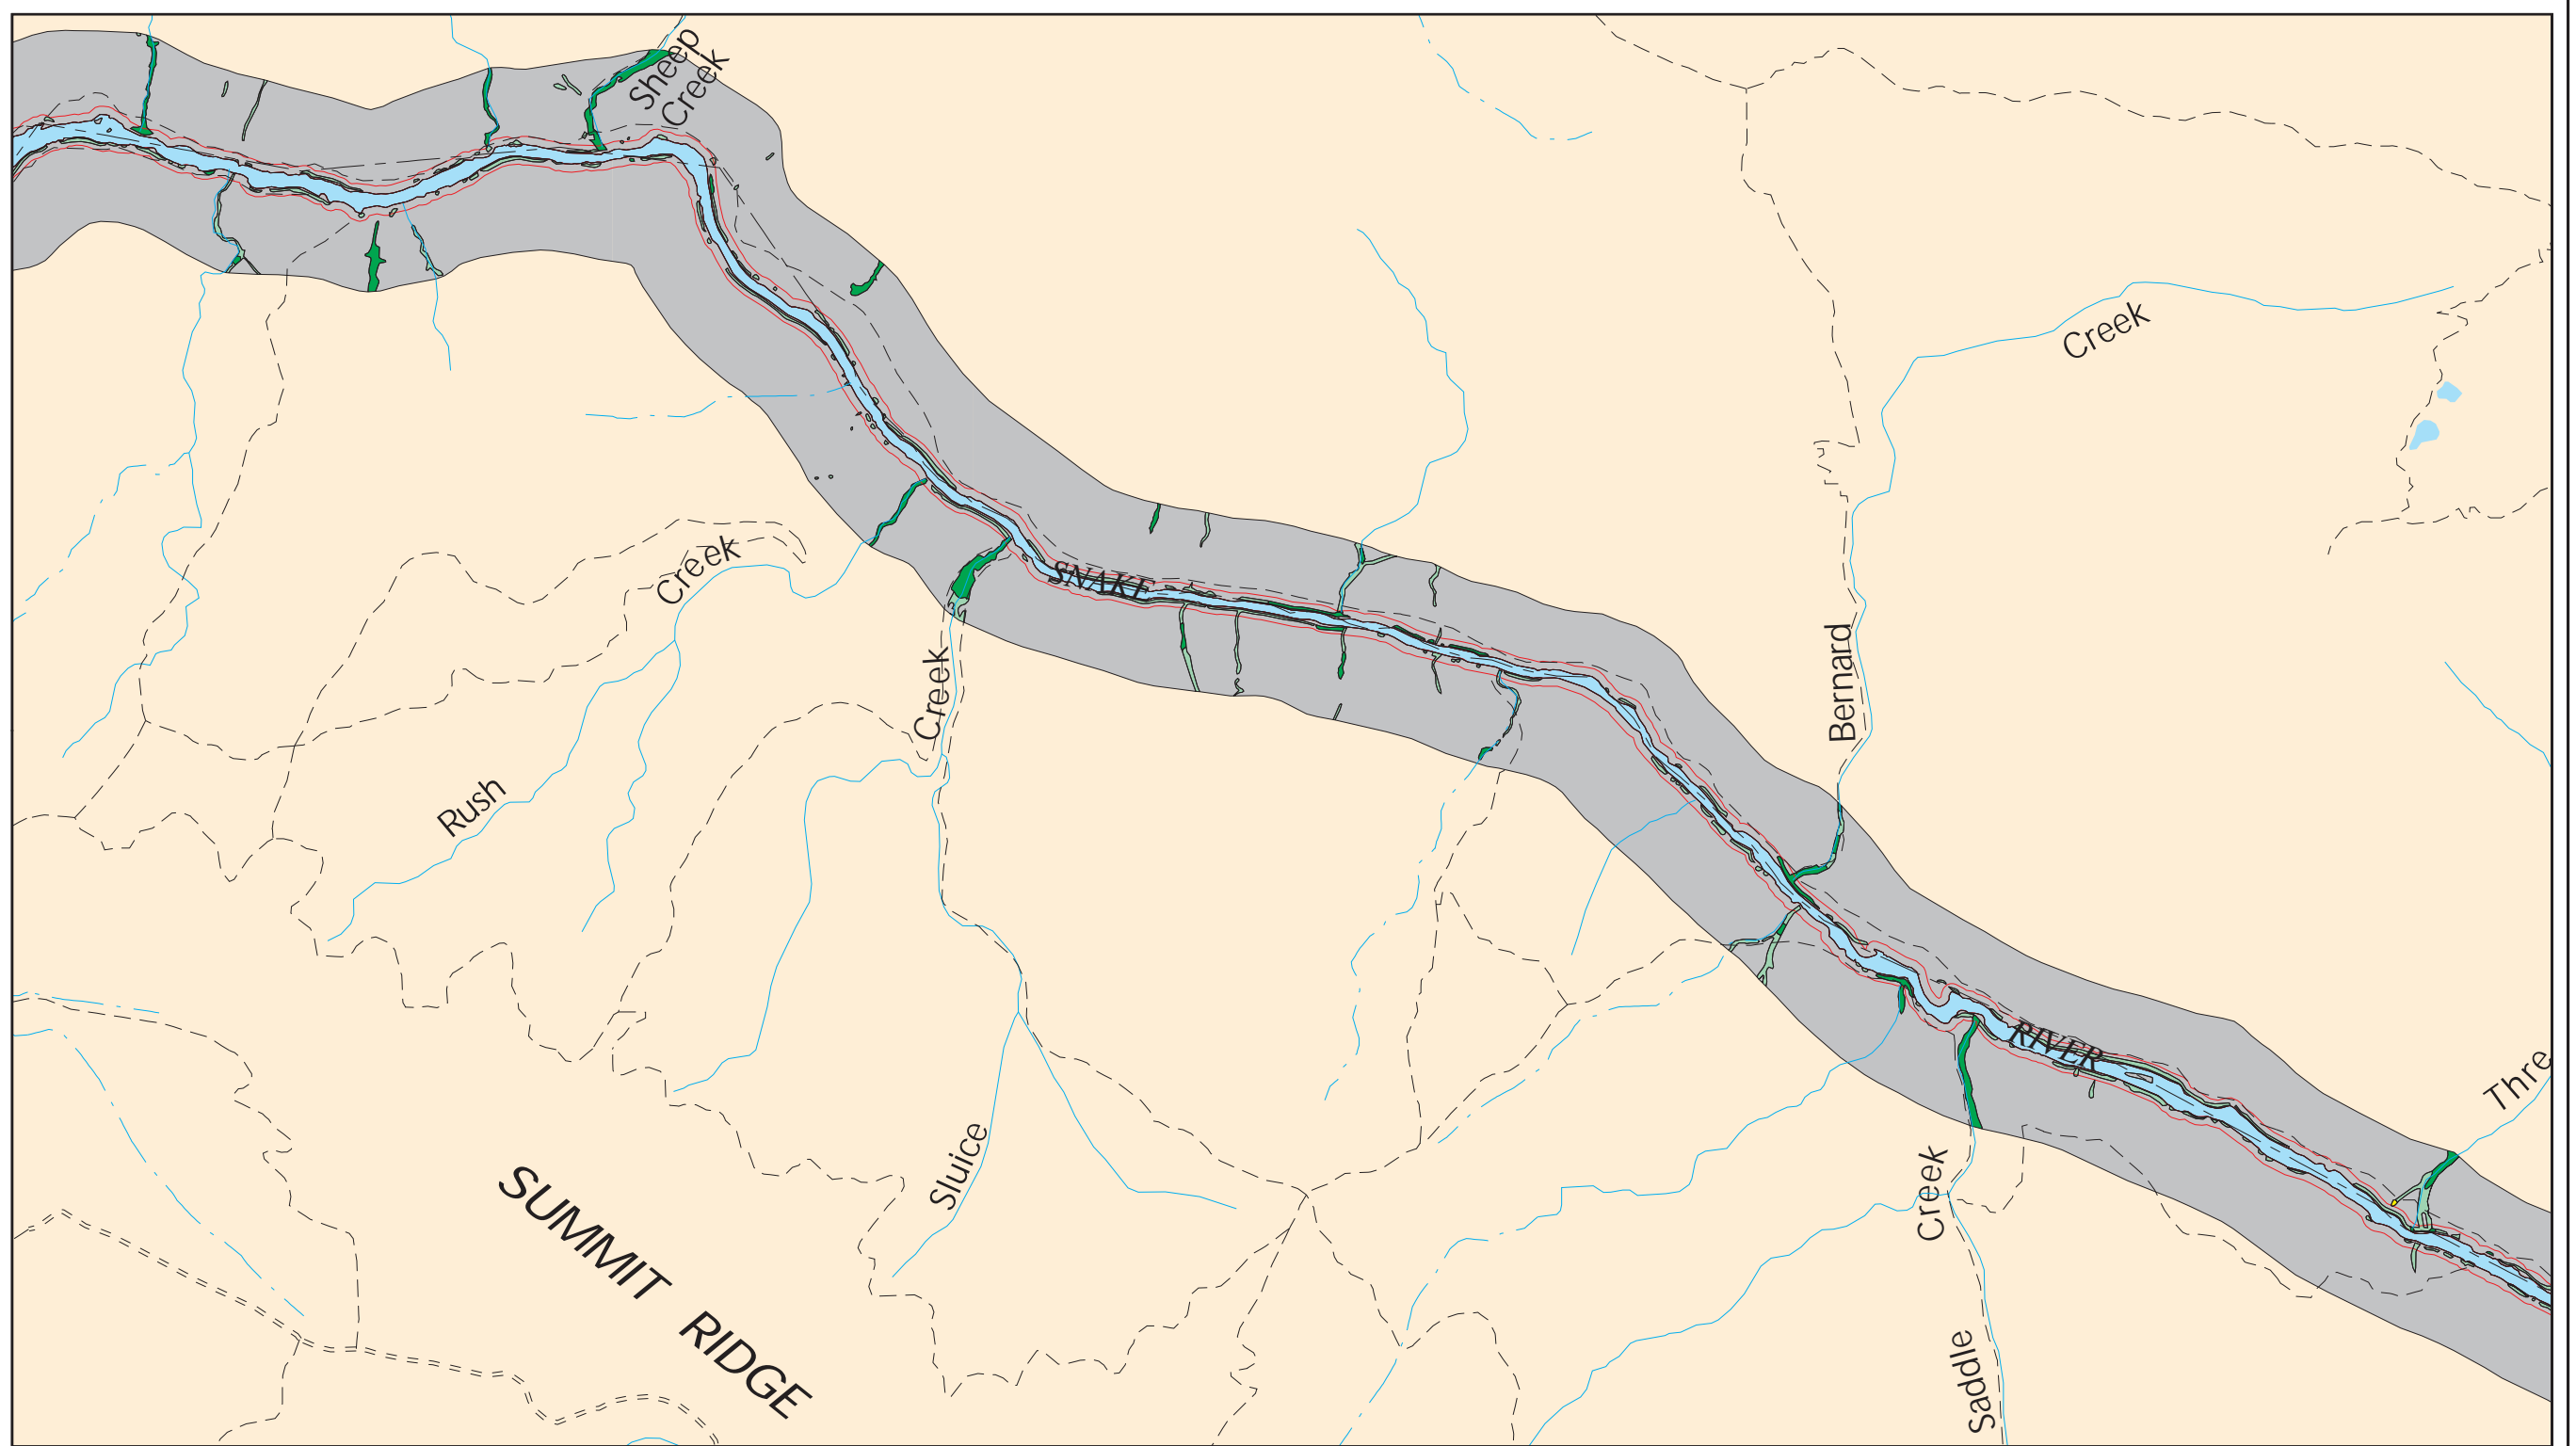 Sheep
Creek
Creek
Creek
SNAKE
Bernard
Creek
Rush
RIVER
Thre
Sluice
Creek
SUMMIT RIDGE
Saddle